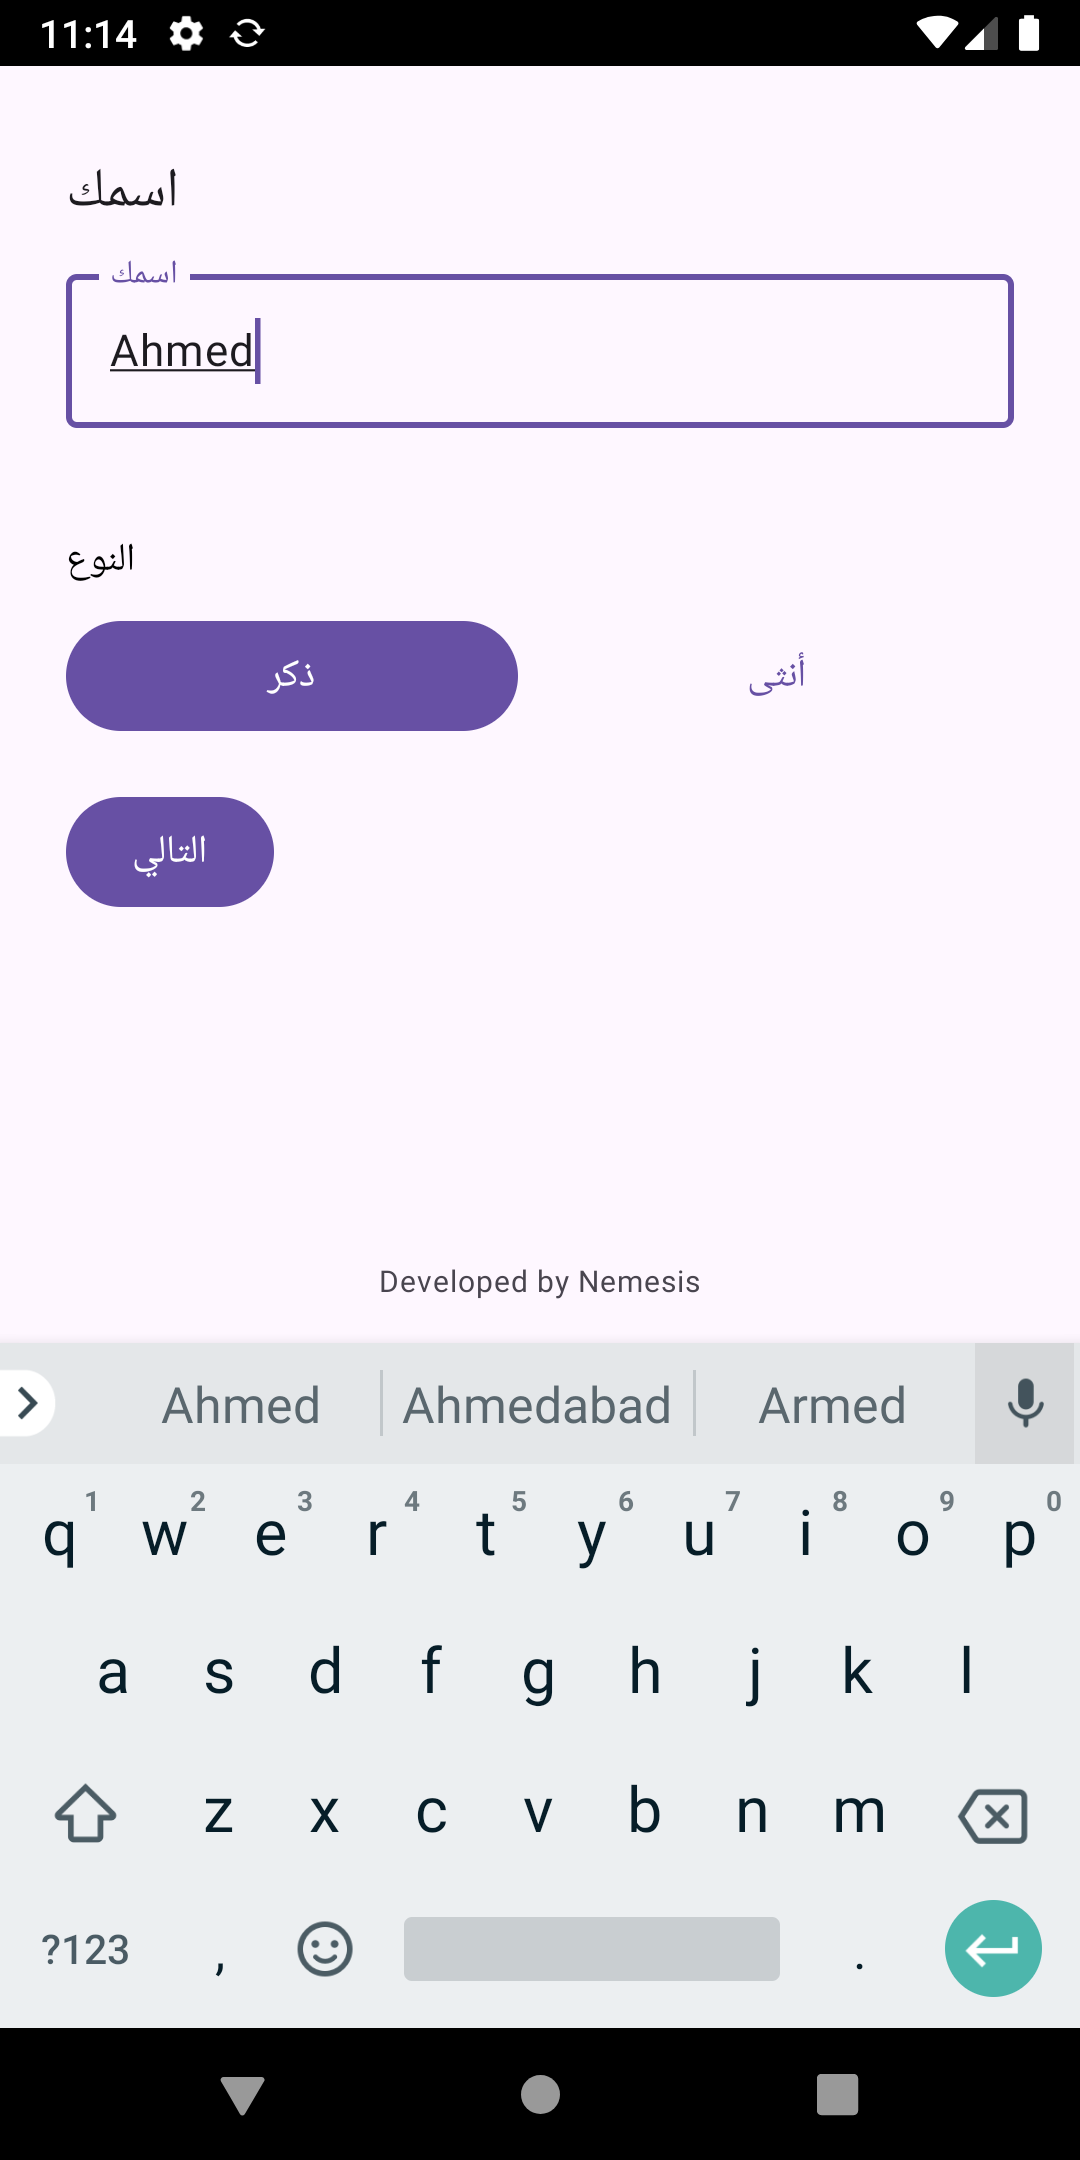 11:14
اسمك
اسمك
Ahmed
النوع
ذكر
أنثى
التالي
Developed by Nemesis
Ahmed Ahmedabad Armed
1 2 3 4 5 6 7 8 9 0
q w e r t y u i o p
a s d f g h j k l
z x c v b n m
?123 , .